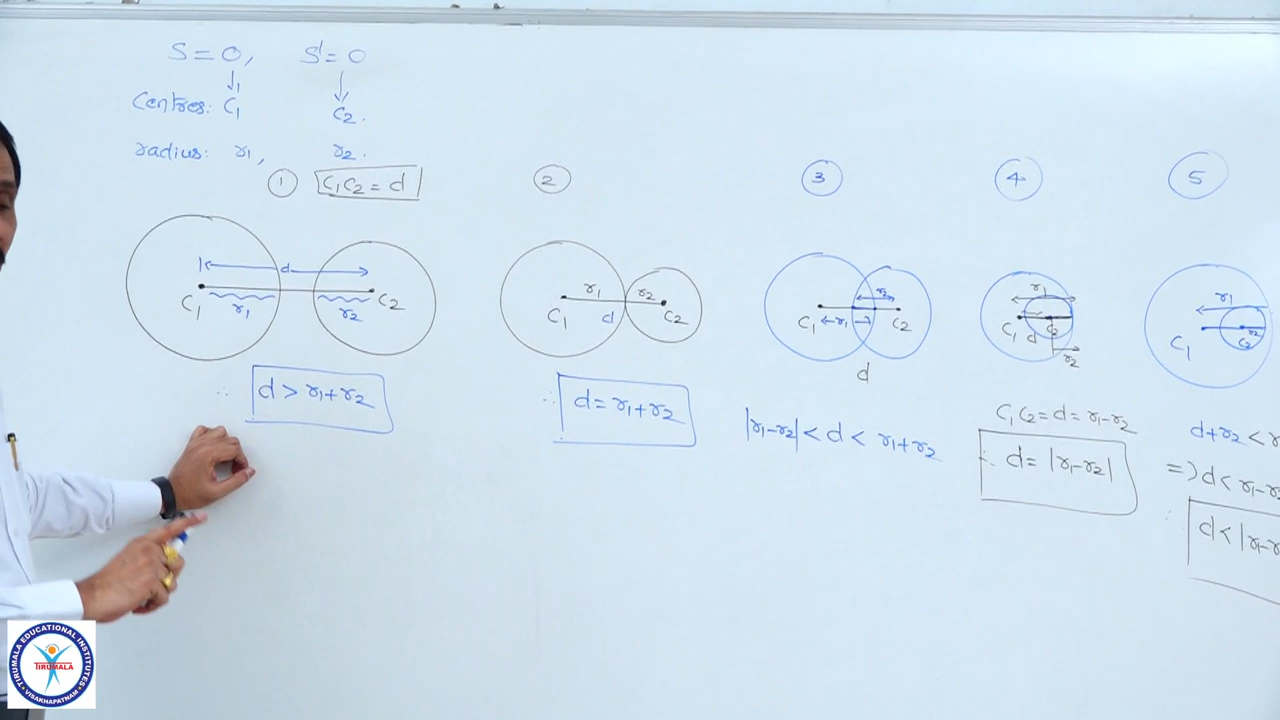 S=0, S'=0
Centres: C1 C2.
radius: r1, r2.
1 C1C2 = d
2
3
4
5
d
C1 r1 r2 C2
∴ d > r1+r2
r1 r2
C1 d C2
∴ d = r1+r2
r2
C1 r1 C2
d
|r1-r2| < d < r1+r2
r1
C1 d C2
r2
C1C2 = d = r1-r2
∴ d = |r1-r2|
r1
C1 C2 r2
d+r2 <
=) d < r1-
∴ d < |r1-
TIRUMALA EDUCATIONAL INSTITUTES
TIRUMALA
VISAKHAPATNAM